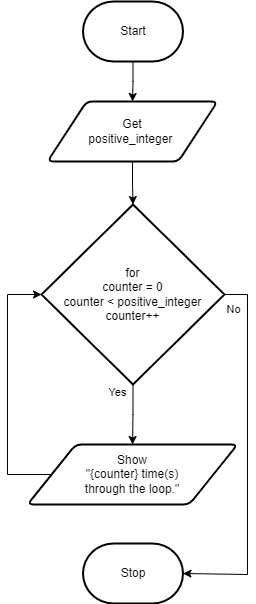 Start
Get
positive_integer
for
counter = 0
counter < positive_integer
counter++
No
Yes
Show
"{counter} time(s)
through the loop."
Stop